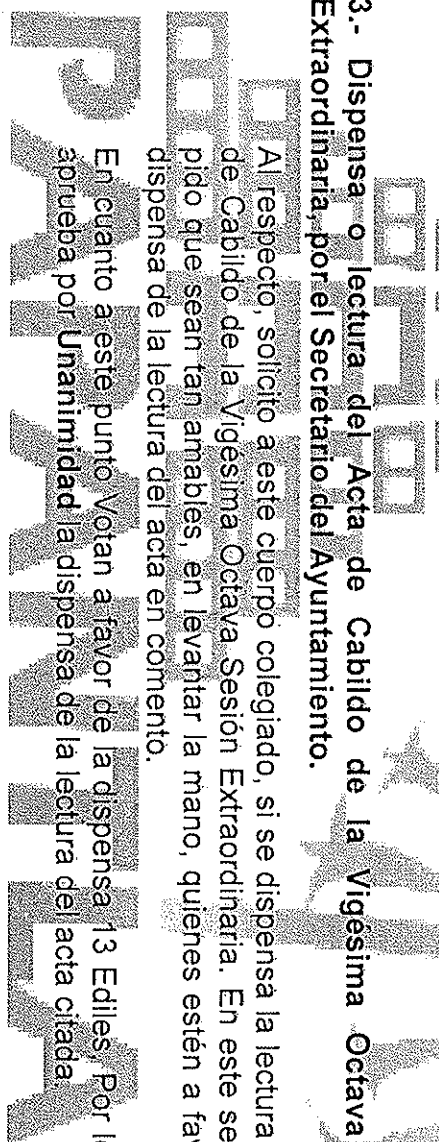 3.- Dispensa o lectura del Acta de Cabildo de la Vigésima Octava
Extraordinaria, por el Secretario del Ayuntamiento.
Al respecto, solicito a este cuerpo colegiado, si se dispensa la lectura
de Cabildo de la Vigésima Octava Sesión Extraordinaria. En este se
pido que sean tan amables, en levantar la mano, quienes estén a fav
dispensa de la lectura del acta en comento.
En cuanto a este punto Votan a favor de la dispensa 13 Ediles, Por l
aprueba por Unanimidad la dispensa de la lectura del acta citada.